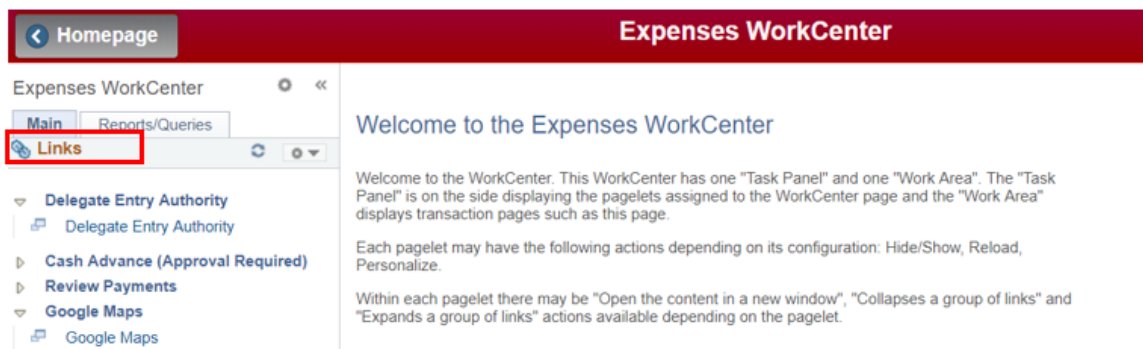 Homepage
Expenses WorkCenter
Expenses WorkCenter
Main
Reports/Queries
Links
Delegate Entry Authority
Delegate Entry Authority
Cash Advance (Approval Required)
Review Payments
Google Maps
Google Maps
Welcome to the Expenses WorkCenter
Welcome to the WorkCenter. This WorkCenter has one "Task Panel" and one "Work Area". The "Task
Panel" is on the side displaying the pagelets assigned to the WorkCenter page and the "Work Area"
displays transaction pages such as this page.
Each pagelet may have the following actions depending on its configuration: Hide/Show, Reload,
Personalize.
Within each pagelet there may be "Open the content in a new window", "Collapses a group of links" and
"Expands a group of links" actions available depending on the pagelet.